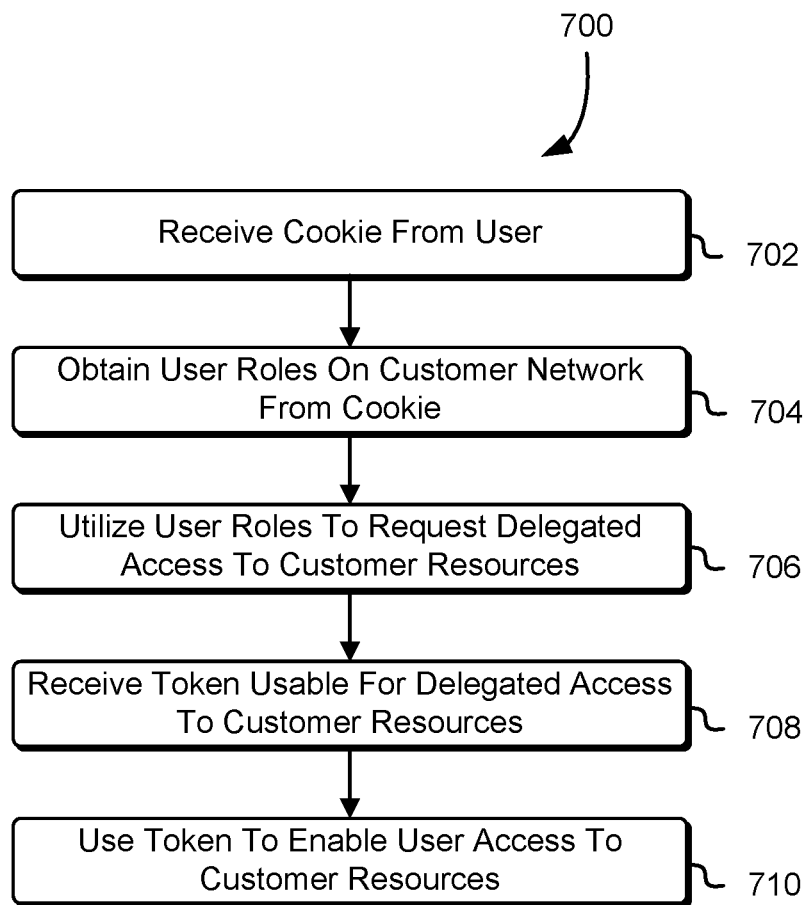 700
Receive Cookie From User
702
Obtain User Roles On Customer Network
From Cookie
704
Utilize User Roles To Request Delegated
Access To Customer Resources
706
Receive Token Usable For Delegated Access
To Customer Resources
708
Use Token To Enable User Access To
Customer Resources
710